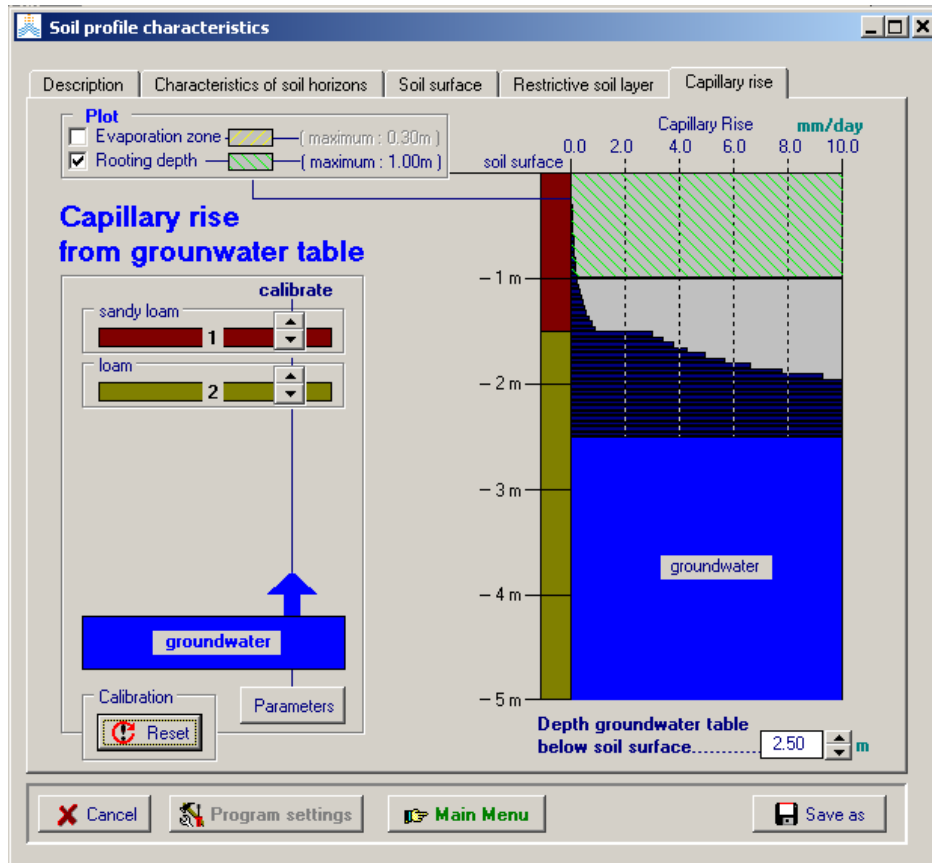 Soil profile characteristics
Description Characteristics of soil horizons Soil surface Restrictive soil layer Capillary rise
Plot
Evaporation zone ( maximum : 0.30m )
Rooting depth ( maximum : 1.00m )
Capillary Rise mm/day
0.0 2.0 4.0 6.0 8.0 10.0
soil surface
Capillary rise
from grounwater table
calibrate
sandy loam
1
loam
2
1 m
2 m
3 m
4 m
5 m
groundwater
groundwater
Parameters
Calibration
Reset
Depth groundwater table
below soil surface............ 2.50 m
Cancel Program settings Main Menu Save as